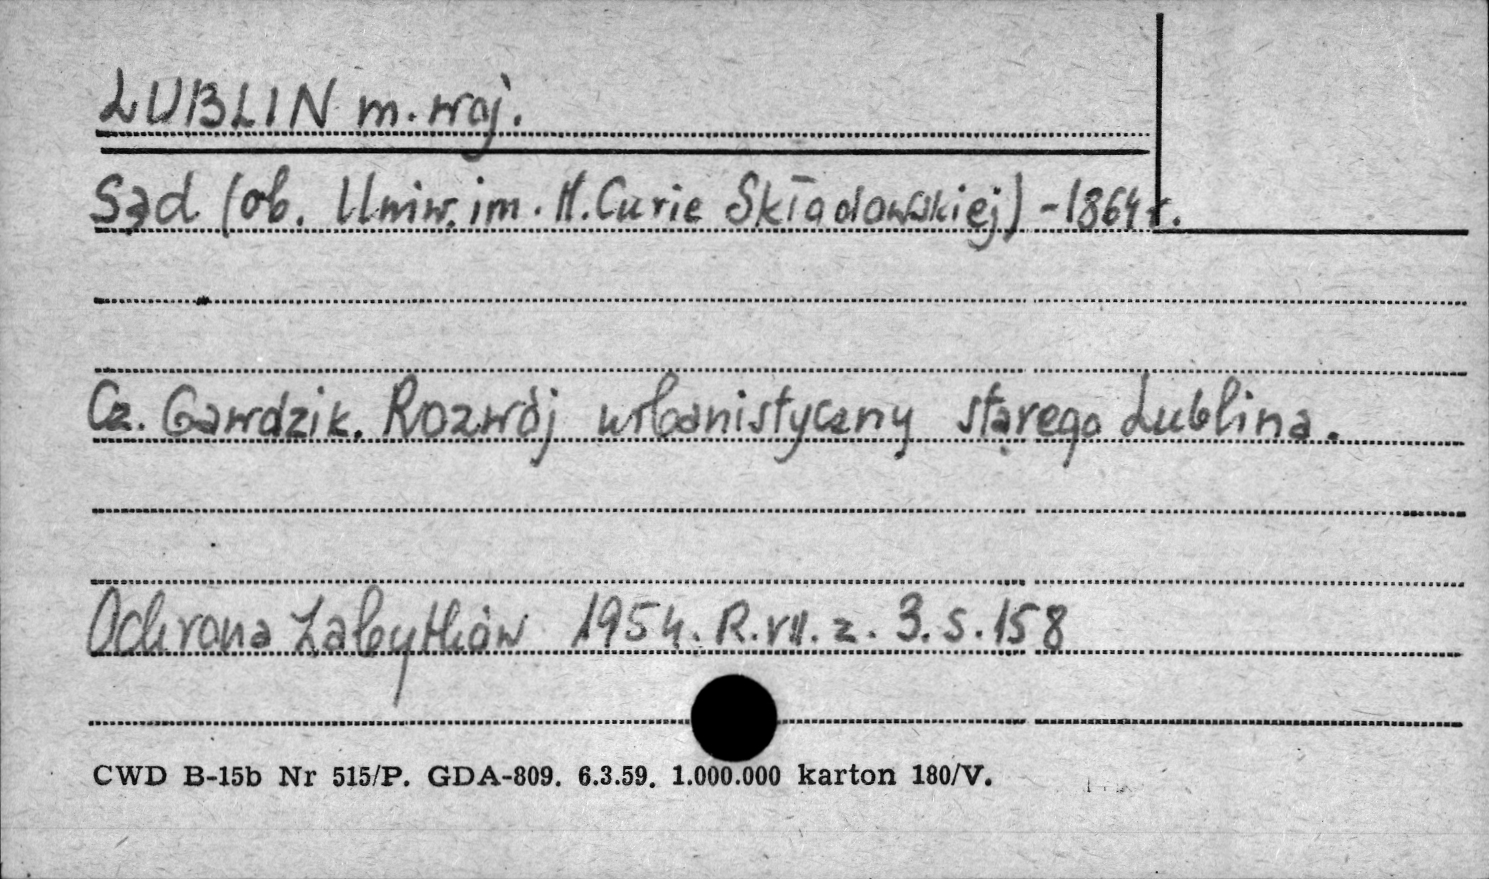 LUBLIN m. woj.
Sąd (ob. Uniw. im. M. Curie Skłodowskiej) - 1864 r.
Cz. Gawdzik. Rozwój urbanistyczny starego Lublina.
Ochrona Zabytków 1954. R. VII. z. 3. s. 158
CWD B-15b Nr 515/P. GDA-809. 6.3.59. 1.000.000 karton 180/V.